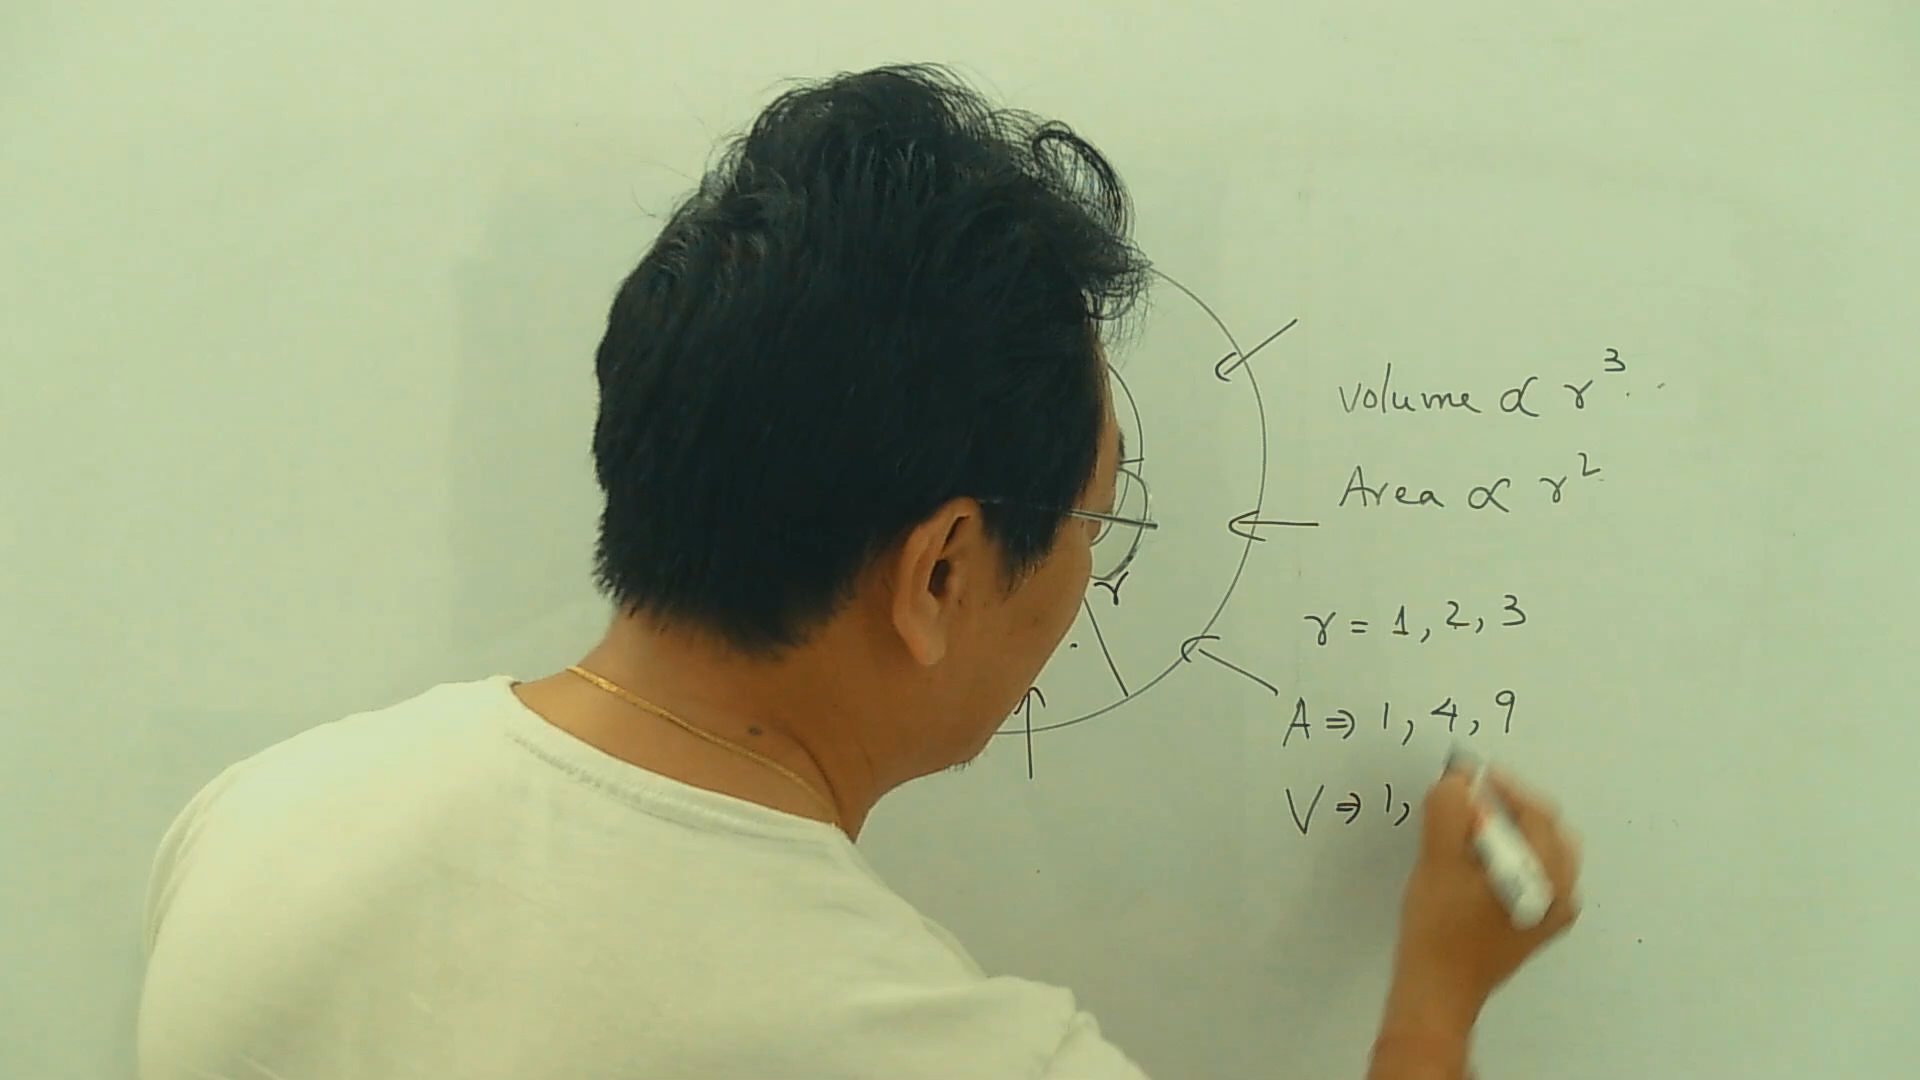 volume ∝ r³.
Area ∝ r²
r
r = 1, 2, 3
A ⇒ 1, 4, 9
V ⇒ 1,